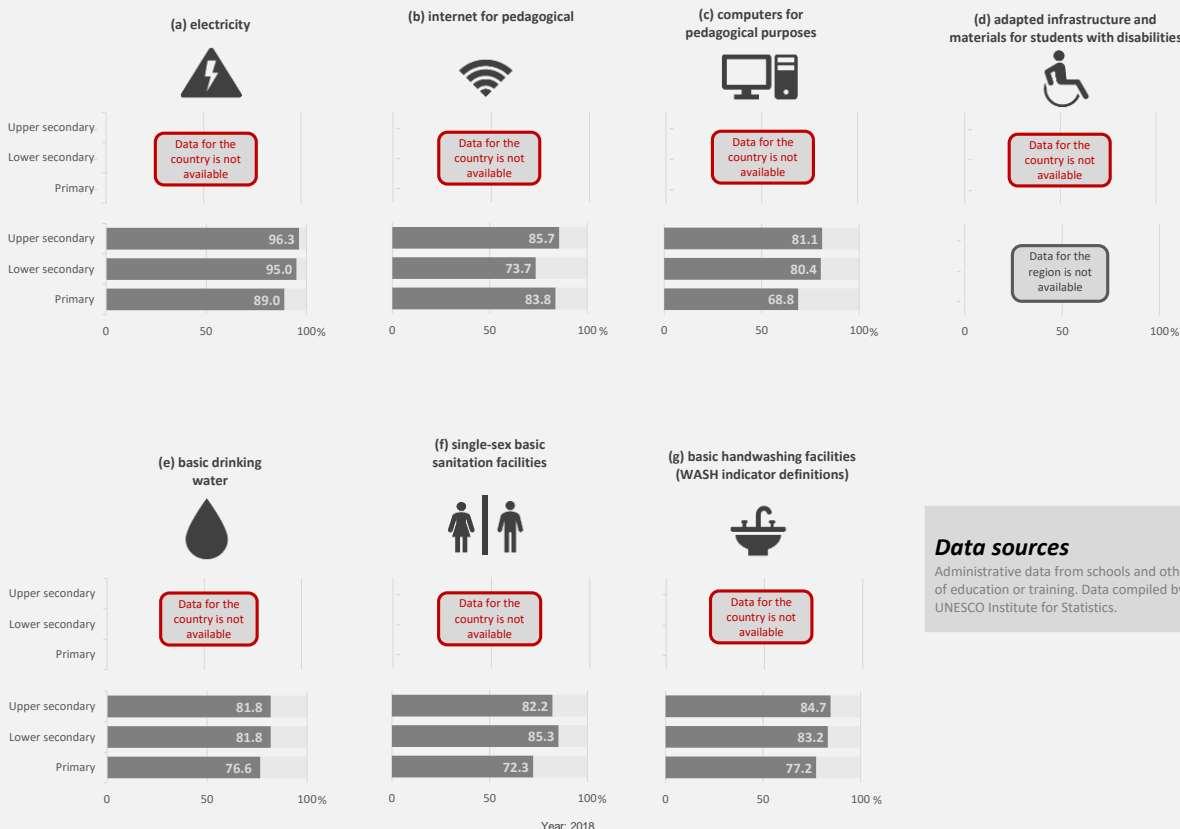 (a) electricity
(b) internet for pedagogical
(c) computers for
pedagogical purposes
(d) adapted infrastructure and
materials for students with disabilities
Upper secondary
Lower secondary
Primary
Data for the
country is not
available
Data for the
country is not
available
Data for the
country is not
available
Data for the
country is not
available
Upper secondary
Lower secondary
Primary
96.3
95.0
89.0
0 50 100 %
85.7
73.7
83.8
0 50 100 %
81.1
80.4
68.8
0 50 100 %
Data for the
region is not
available
0 50 100 %
(e) basic drinking
water
(f) single-sex basic
sanitation facilities
(g) basic handwashing facilities
(WASH indicator definitions)
Upper secondary
Lower secondary
Primary
Data for the
country is not
available
Data for the
country is not
available
Data for the
country is not
available
Data sources
Administrative data from schools and oth
of education or training. Data compiled by
UNESCO Institute for Statistics.
Upper secondary
Lower secondary
Primary
81.8
81.8
76.6
0 50 100 %
82.2
85.3
72.3
0 50 100 %
84.7
83.2
77.2
0 50 100 %
Year: 2018